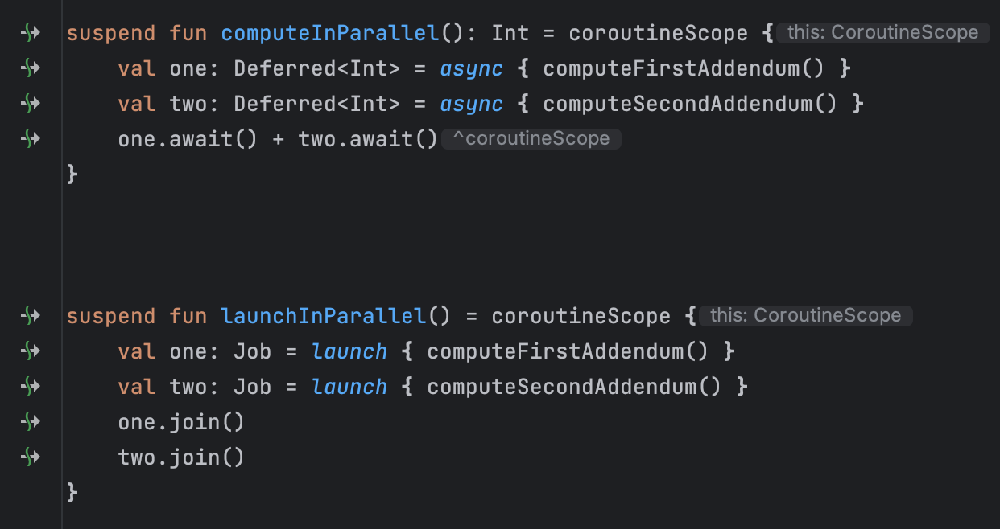 suspend fun computeInParallel(): Int = coroutineScope { this: CoroutineScope
    val one: Deferred<Int> = async { computeFirstAddendum() }
    val two: Deferred<Int> = async { computeSecondAddendum() }
    one.await() + two.await() ^coroutineScope
}
suspend fun launchInParallel() = coroutineScope { this: CoroutineScope
    val one: Job = launch { computeFirstAddendum() }
    val two: Job = launch { computeSecondAddendum() }
    one.join()
    two.join()
}